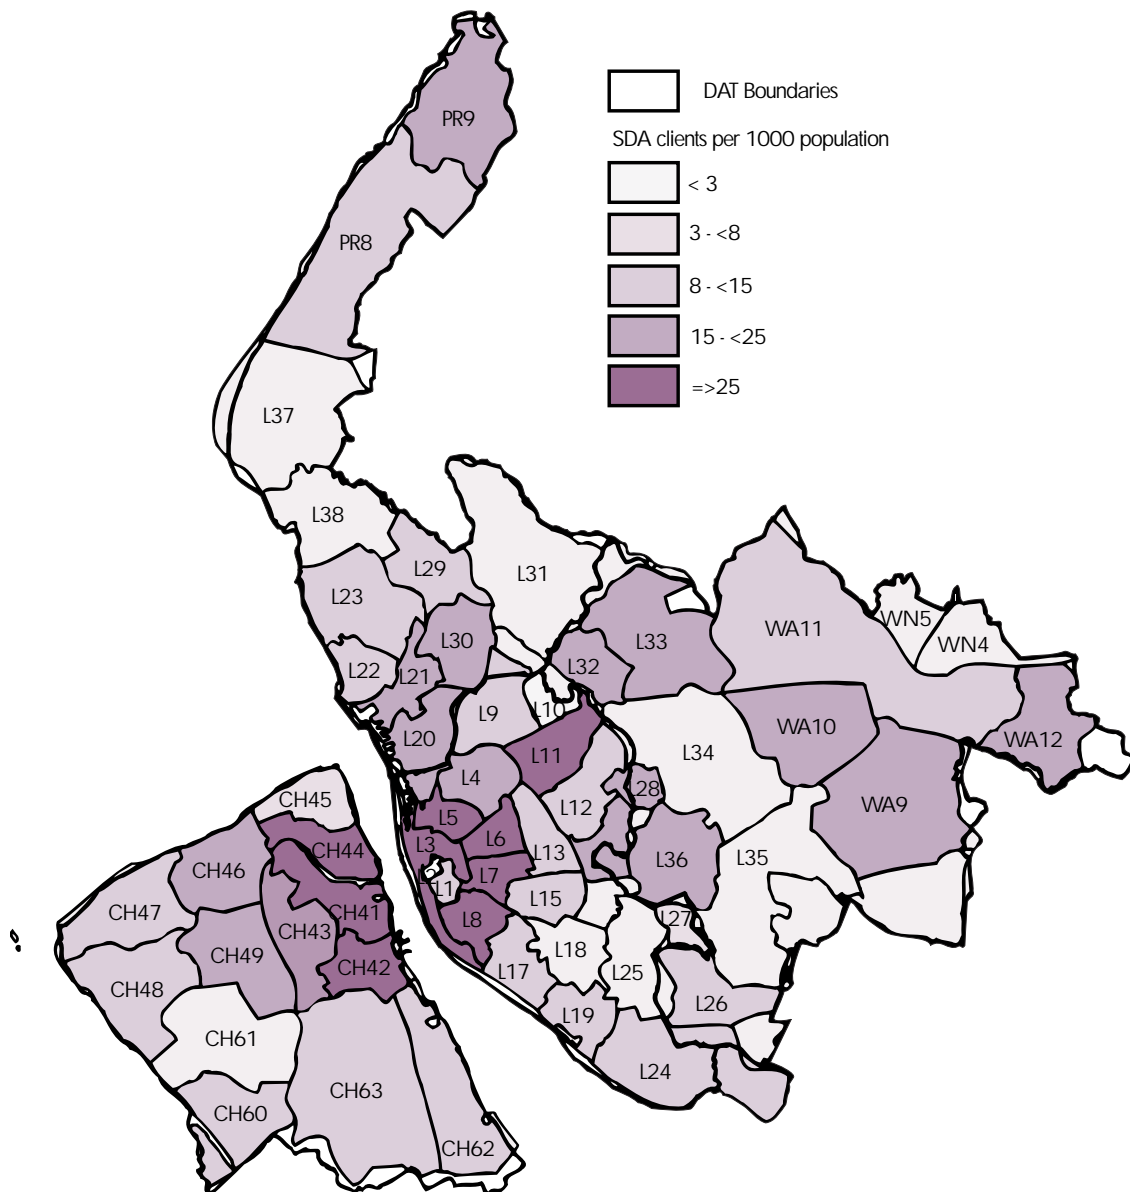 PR9
DAT Boundaries
SDA clients per 1000 population
< 3
3 - <8
PR8
8 - <15
15 - <25
=>25
L37
L38
L29
L31
L23
WN5
WA11
L30
L33
WN4
L22
L21
L32
L10
L9
L20
WA10
WA12
L11
L34
L4
L28
CH45
L12
WA9
L5
L6
L3
CH44
L13
L35
L36
CH46
L2
L7
L1
L15
CH47
CH41
L8
L27
CH43
CH49
L18
CH42
L17
L25
CH48
L26
L19
CH61
L24
CH63
CH60
CH62